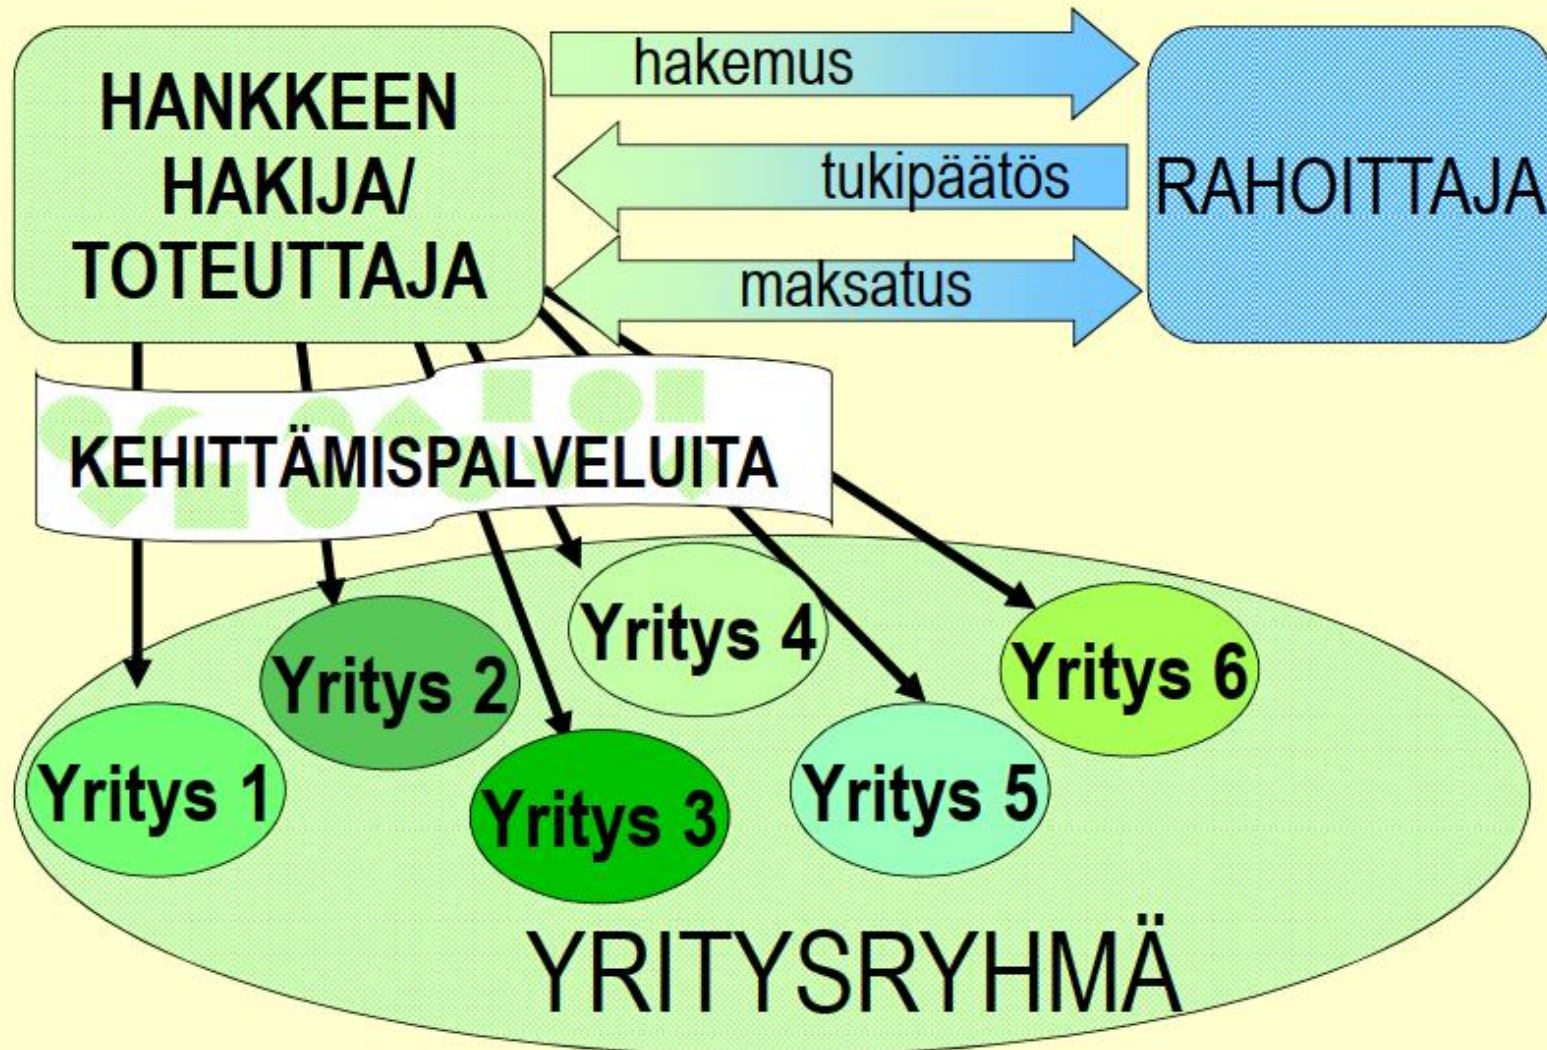 HANKKEEN
HAKIJA/
TOTEUTTAJA
hakemus
tukipäätös
maksatus
RAHOITTAJA
KEHITTÄMISPALVELUITA
Yritys 1
Yritys 2
Yritys 3
Yritys 4
Yritys 5
Yritys 6
YRITYSRYHMÄ